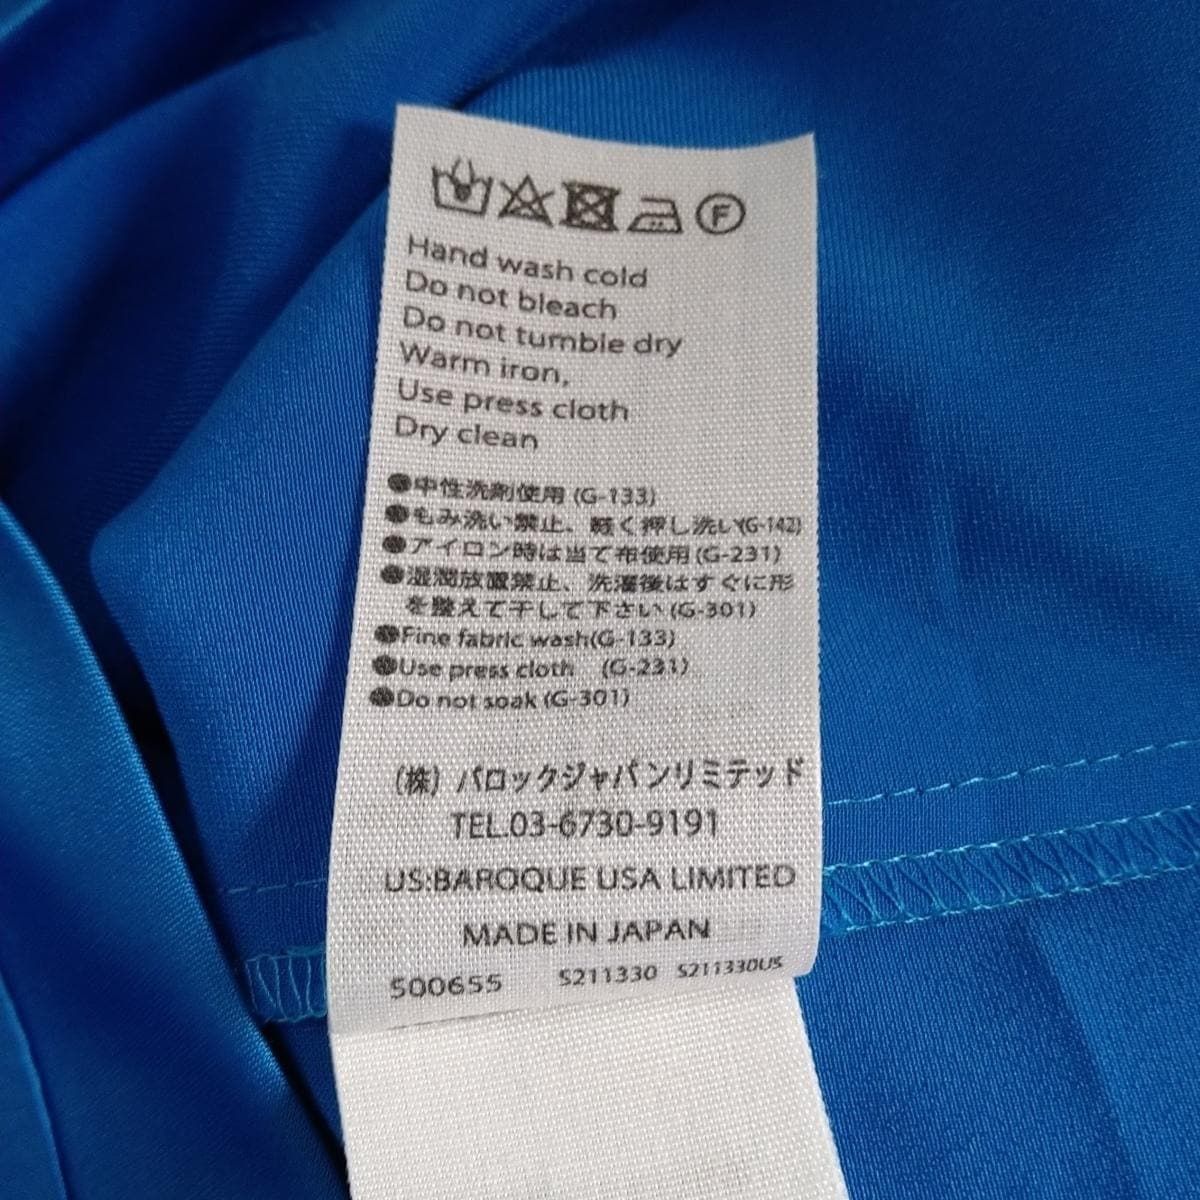 F
Hand wash cold
Do not bleach
Do not tumble dry
Warm iron,
Use press cloth
Dry clean
●中性洗剤使用 (G-133)
●もみ洗い禁止、軽く押し洗い(G-142)
●アイロン時は当て布使用 (G-231)
●湿潤放置禁止、洗濯後はすぐに形
を整えて干して下さい (G-301)
●Fine fabric wash(G-133)
●Use press cloth (G-231)
●Do not soak (G-301)
(株) バロックジャパンリミテッド
TEL.03-6730-9191
US:BAROQUE USA LIMITED
MADE IN JAPAN
S00655 S211330 S211330US